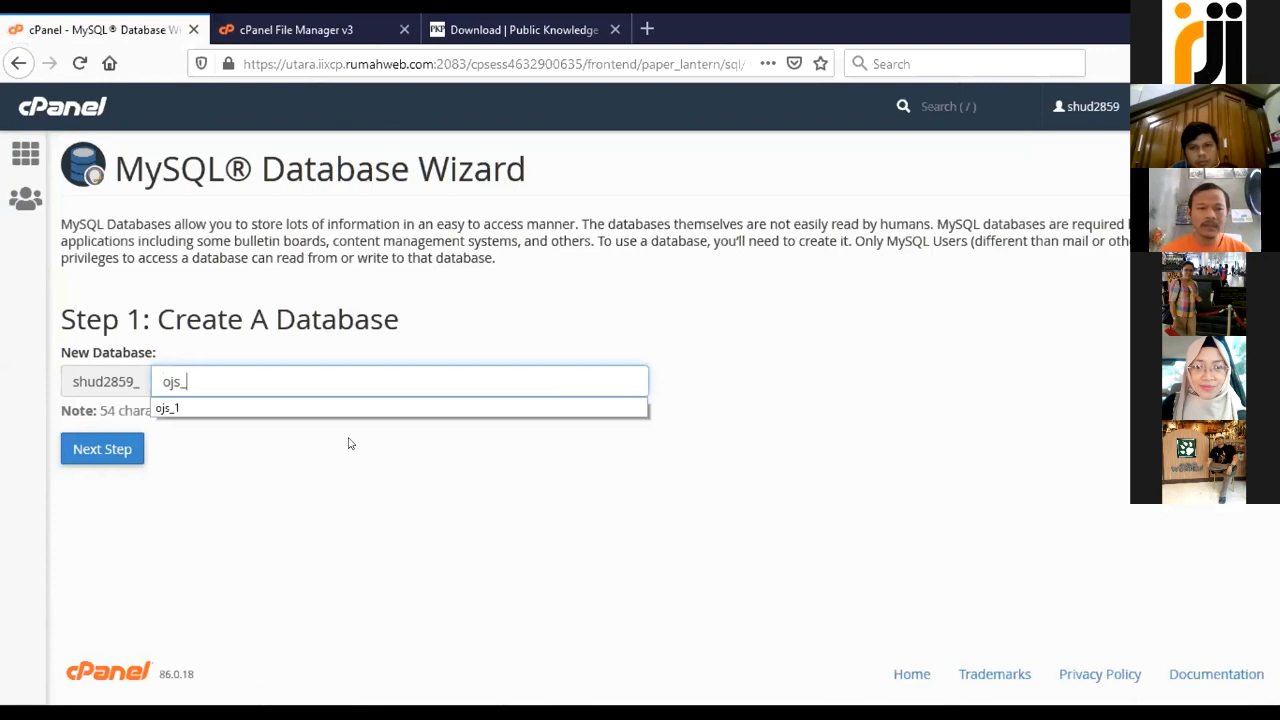 cPanel - MySQL® Database Wi
cPanel File Manager v3
PKP Download | Public Knowledge
https://utara.iixcp.rumahweb.com:2083/cpsess4632900635/frontend/paper_lantern/sql/
Search
cPanel
Search ( / )
shud2859
MySQL® Database Wizard
MySQL Databases allow you to store lots of information in an easy to access manner. The databases themselves are not easily read by humans. MySQL databases are required
applications including some bulletin boards, content management systems, and others. To use a database, you'll need to create it. Only MySQL Users (different than mail or oth
privileges to access a database can read from or write to that database.
Step 1: Create A Database
New Database:
shud2859_
ojs_
Note: 54 chara
ojs_1
Next Step
cPanel 86.0.18
Home
Trademarks
Privacy Policy
Documentation
rji